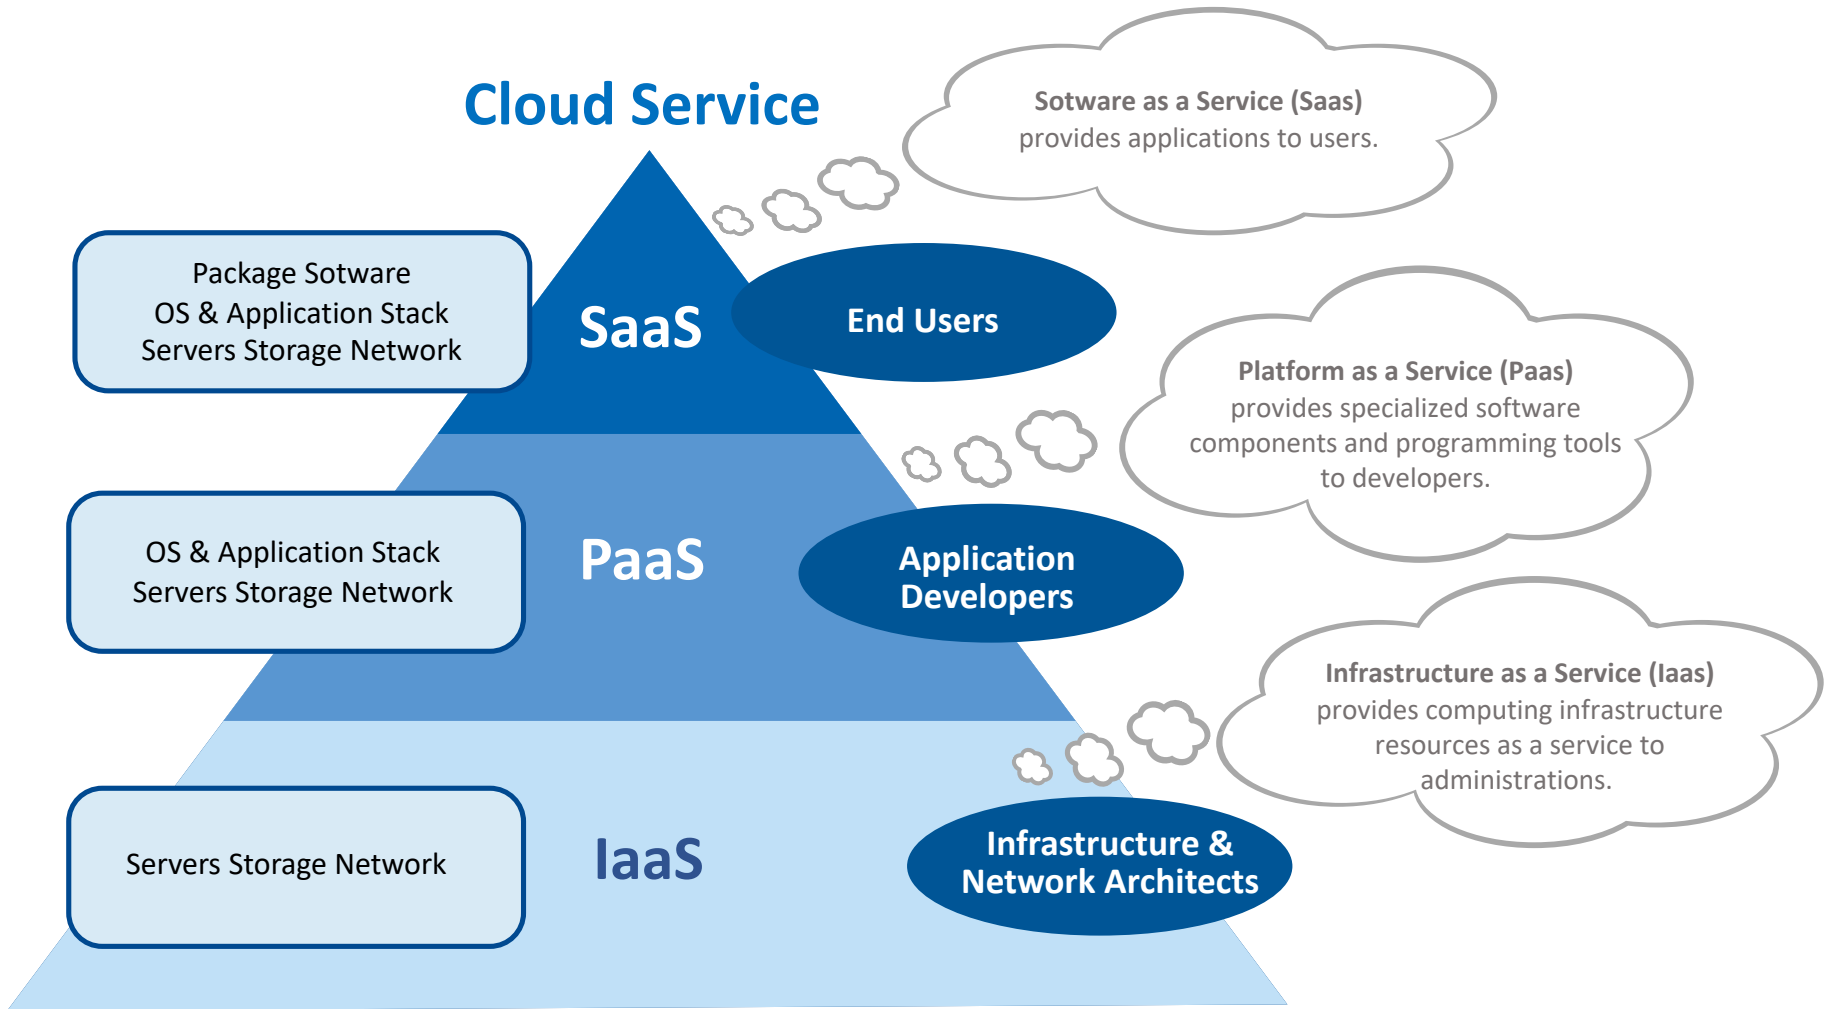 Cloud Service
Sotware as a Service (Saas)
provides applications to users.
Package Sotware
OS & Application Stack
Servers Storage Network
SaaS
End Users
Platform as a Service (Paas)
provides specialized software
components and programming tools
to developers.
OS & Application Stack
Servers Storage Network
PaaS
Application
Developers
Infrastructure as a Service (Iaas)
provides computing infrastructure
resources as a service to
administrations.
Servers Storage Network
IaaS
Infrastructure &
Network Architects